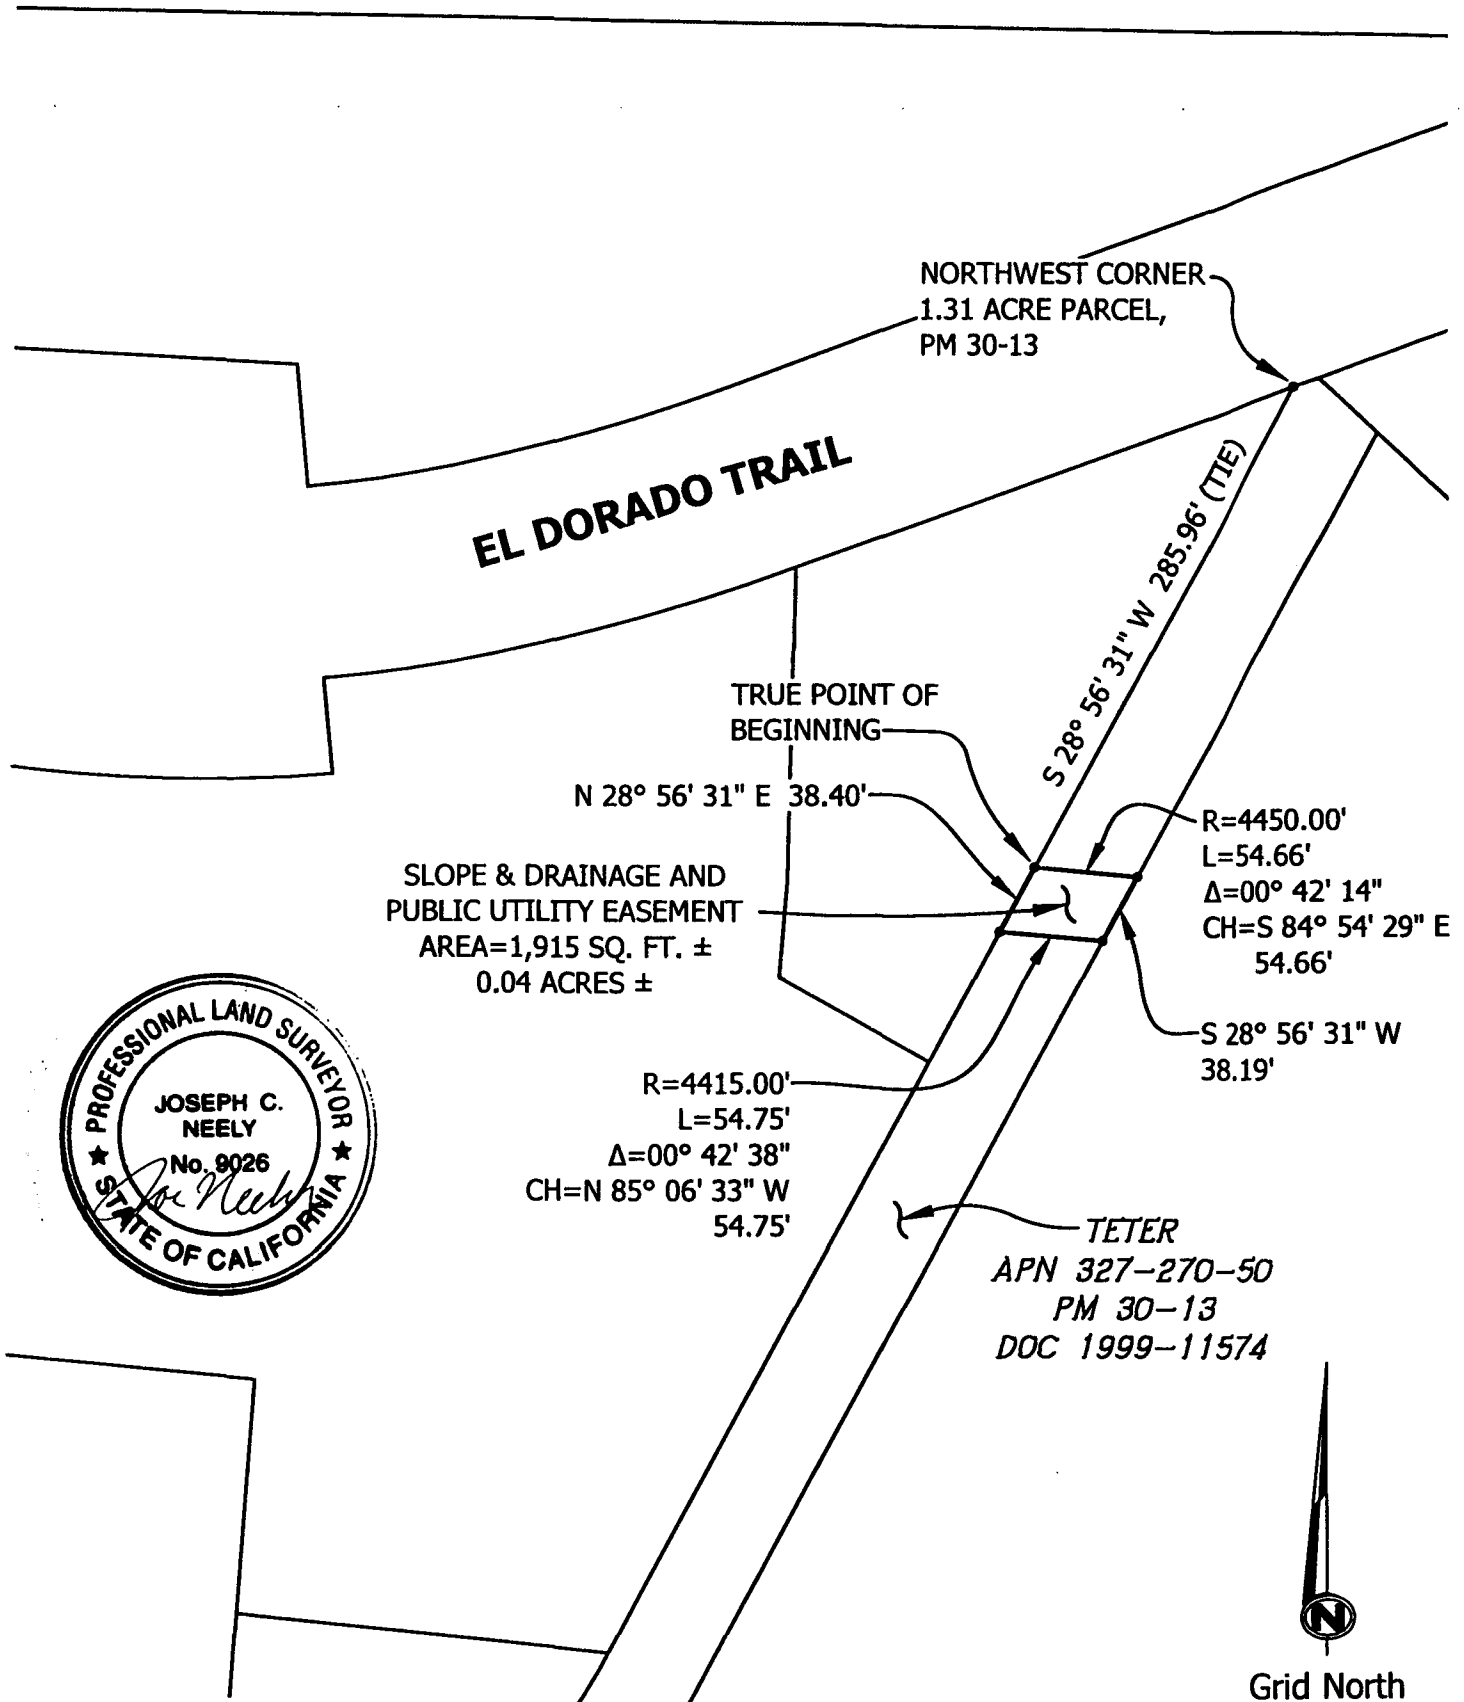 NORTHWEST CORNER
1.31 ACRE PARCEL,
PM 30-13
EL DORADO TRAIL
S 28° 56' 31" W 285.96' (TIE)
TRUE POINT OF
BEGINNING
N 28° 56' 31" E 38.40'
R=4450.00'
L=54.66'
Δ=00° 42' 14"
CH=S 84° 54' 29" E
54.66'
SLOPE & DRAINAGE AND
PUBLIC UTILITY EASEMENT
AREA=1,915 SQ. FT. ±
0.04 ACRES ±
S 28° 56' 31" W
38.19'
R=4415.00'
L=54.75'
Δ=00° 42' 38"
CH=N 85° 06' 33" W
54.75'
PROFESSIONAL LAND SURVEYOR
JOSEPH C.
NEELY
No. 9026
Joe Neely
STATE OF CALIFORNIA
TETER
APN 327-270-50
PM 30-13
DOC 1999-11574
N
Grid North